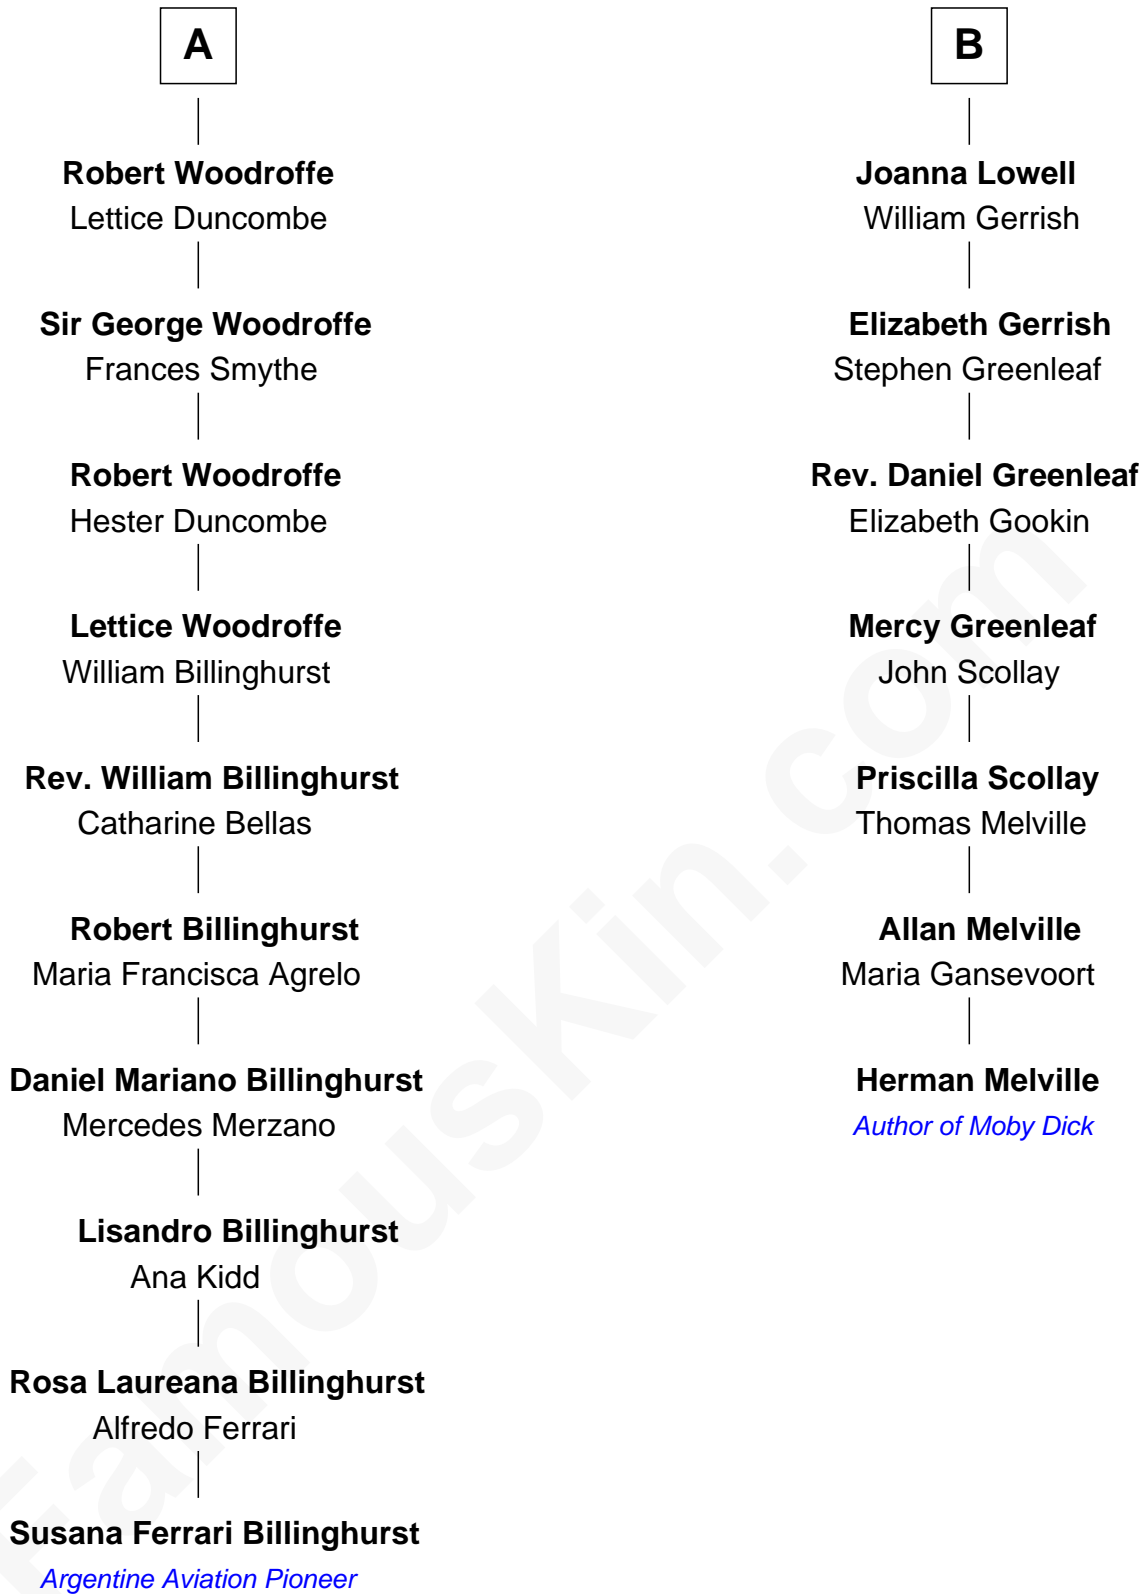 A
Robert Woodroffe
Lettice Duncombe
Sir George Woodroffe
Frances Smythe
Robert Woodroffe
Hester Duncombe
Lettice Woodroffe
William Billinghurst
Rev. William Billinghurst
Catharine Bellas
Robert Billinghurst
Maria Francisca Agrelo
Daniel Mariano Billinghurst
Mercedes Merzano
Lisandro Billinghurst
Ana Kidd
Rosa Laureana Billinghurst
Alfredo Ferrari
Susana Ferrari Billinghurst
Argentine Aviation Pioneer
B
Joanna Lowell
William Gerrish
Elizabeth Gerrish
Stephen Greenleaf
Rev. Daniel Greenleaf
Elizabeth Gookin
Mercy Greenleaf
John Scollay
Priscilla Scollay
Thomas Melville
Allan Melville
Maria Gansevoort
Herman Melville
Author of Moby Dick
FamousKin.com